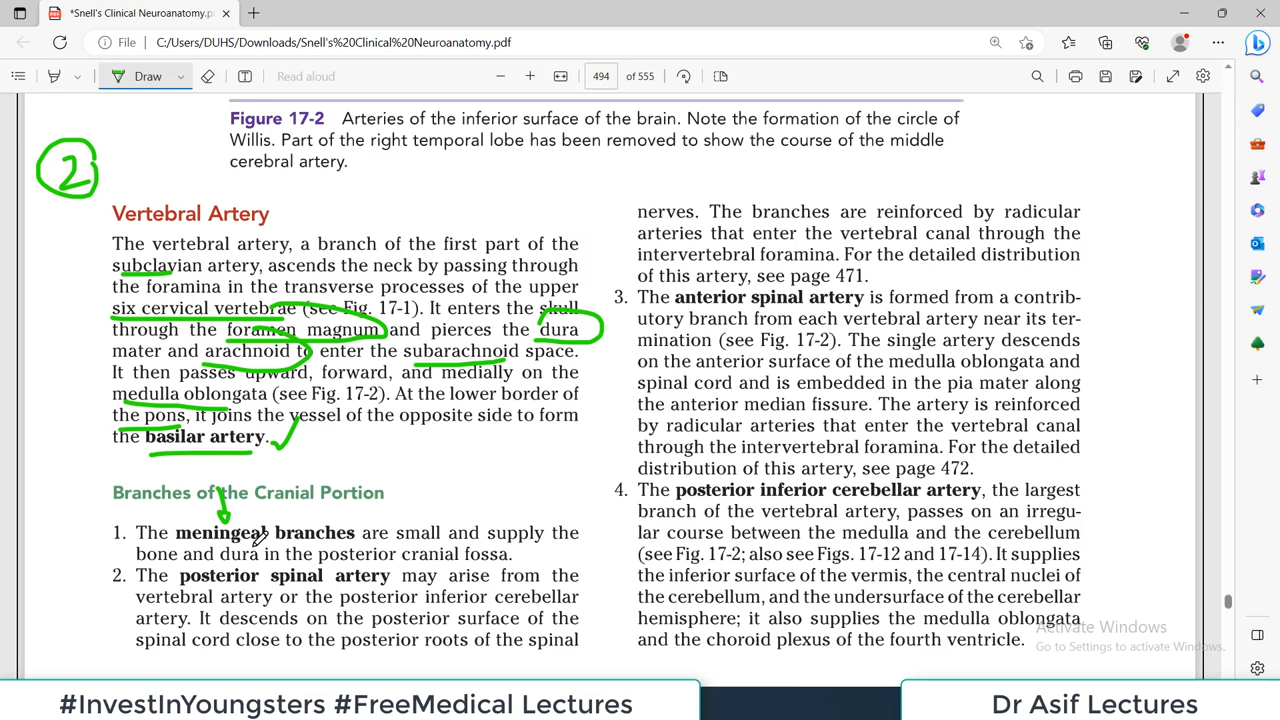 *Snell's Clinical Neuroanatomy.p
File
C:/Users/DUHS/Downloads/Snell's%20Clinical%20Neuroanatomy.pdf
Draw
Read aloud
494 of 555
Figure 17-2 Arteries of the inferior surface of the brain. Note the formation of the circle of
Willis. Part of the right temporal lobe has been removed to show the course of the middle
cerebral artery.
2
Vertebral Artery
The vertebral artery, a branch of the first part of the
subclavian artery, ascends the neck by passing through
the foramina in the transverse processes of the upper
six cervical vertebrae (see Fig. 17-1). It enters the skull
through the foramen magnum and pierces the dura
mater and arachnoid to enter the subarachnoid space.
It then passes upward, forward, and medially on the
medulla oblongata (see Fig. 17-2). At the lower border of
the pons, it joins the vessel of the opposite side to form
the basilar artery.
Branches of the Cranial Portion
1. The meningeal branches are small and supply the
bone and dura in the posterior cranial fossa.
2. The posterior spinal artery may arise from the
vertebral artery or the posterior inferior cerebellar
artery. It descends on the posterior surface of the
spinal cord close to the posterior roots of the spinal
nerves. The branches are reinforced by radicular
arteries that enter the vertebral canal through the
intervertebral foramina. For the detailed distribution
of this artery, see page 471.
3. The anterior spinal artery is formed from a contrib-
utory branch from each vertebral artery near its ter-
mination (see Fig. 17-2). The single artery descends
on the anterior surface of the medulla oblongata and
spinal cord and is embedded in the pia mater along
the anterior median fissure. The artery is reinforced
by radicular arteries that enter the vertebral canal
through the intervertebral foramina. For the detailed
distribution of this artery, see page 472.
4. The posterior inferior cerebellar artery, the largest
branch of the vertebral artery, passes on an irregu-
lar course between the medulla and the cerebellum
(see Fig. 17-2; also see Figs. 17-12 and 17-14). It supplies
the inferior surface of the vermis, the central nuclei of
the cerebellum, and the undersurface of the cerebellar
hemisphere; it also supplies the medulla oblongata
and the choroid plexus of the fourth ventricle.
Activate Windows
Go to Settings to activate Windows.
#InvestInYoungsters #FreeMedical Lectures
Dr Asif Lectures